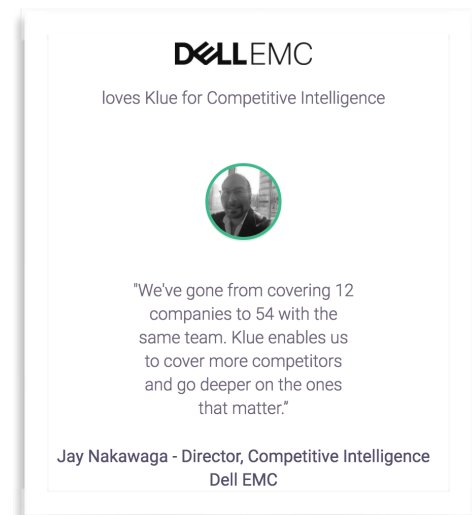 DELLEMC
loves Klue for Competitive Intelligence
"We've gone from covering 12
companies to 54 with the
same team. Klue enables us
to cover more competitors
and go deeper on the ones
that matter."
Jay Nakawaga - Director, Competitive Intelligence
Dell EMC